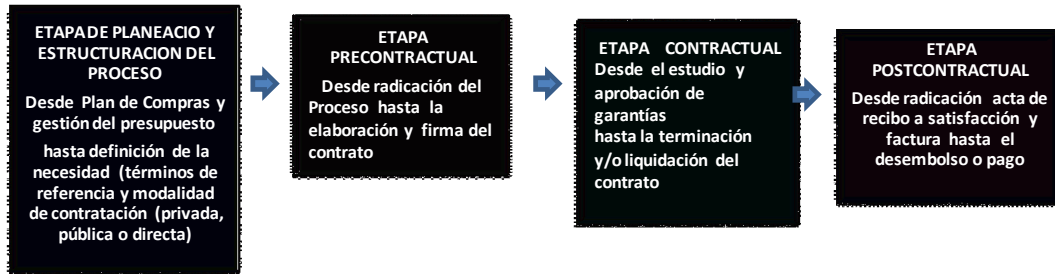 ETAPA DE PLANEACIO Y
ESTRUCTURACION DEL
PROCESO
Desde Plan de Compras y
gestión del presupuesto
hasta definición de la
necesidad (términos de
referencia y modalidad
de contratación (privada,
pública o directa)
ETAPA
PRECONTRACTUAL
Desde radicación del
Proceso hasta la
elaboración y firma del
contrato
ETAPA CONTRACTUAL
Desde el estudio y
aprobación de
garantías
hasta la terminación
y/o liquidación del
contrato
ETAPA
POSTCONTRACTUAL
Desde radicación acta de
recibo a satisfacción y
factura hasta el
desembolso o pago